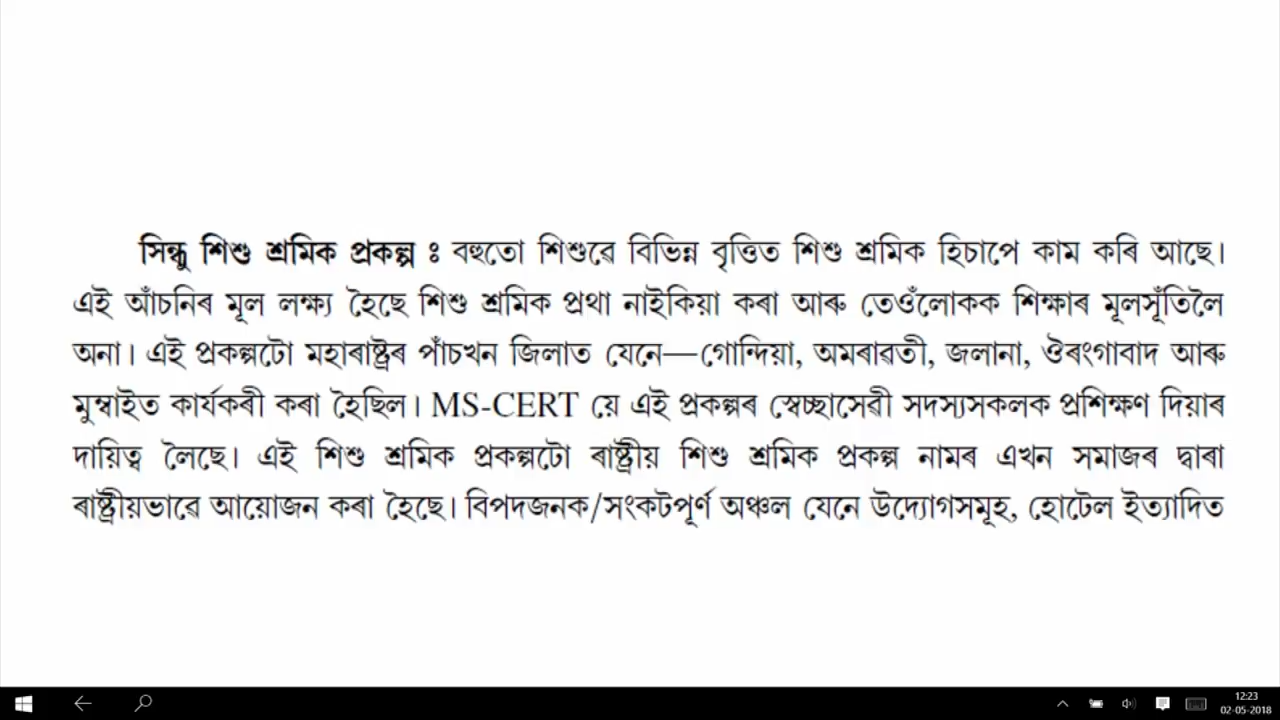 সিন্ধু শিশু শ্ৰমিক প্ৰকল্প ঃ বহুতো শিশুৱে বিভিন্ন বৃত্তিত শিশু শ্ৰমিক হিচাপে কাম কৰি আছে।
এই আঁচনিৰ মূল লক্ষ্য হৈছে শিশু শ্ৰমিক প্ৰথা নাইকিয়া কৰা আৰু তেওঁলোকক শিক্ষাৰ মূলসূঁতিলৈ
অনা। এই প্ৰকল্পটো মহাৰাষ্ট্ৰৰ পাঁচখন জিলাত যেনে—গোন্দিয়া, অমৰাৱতী, জলানা, ঔৰংগাবাদ আৰু
মুম্বাইত কাৰ্যকৰী কৰা হৈছিল। MS-CERT য়ে এই প্ৰকল্পৰ স্বেচ্ছাসেৱী সদস্যসকলক প্ৰশিক্ষণ দিয়াৰ
দায়িত্ব লৈছে। এই শিশু শ্ৰমিক প্ৰকল্পটো ৰাষ্ট্ৰীয় শিশু শ্ৰমিক প্ৰকল্প নামৰ এখন সমাজৰ দ্বাৰা
ৰাষ্ট্ৰীয়ভাৱে আয়োজন কৰা হৈছে। বিপদজনক/সংকটপূৰ্ণ অঞ্চল যেনে উদ্যোগসমূহ, হোটেল ইত্যাদিত
12:23
02-05-2018